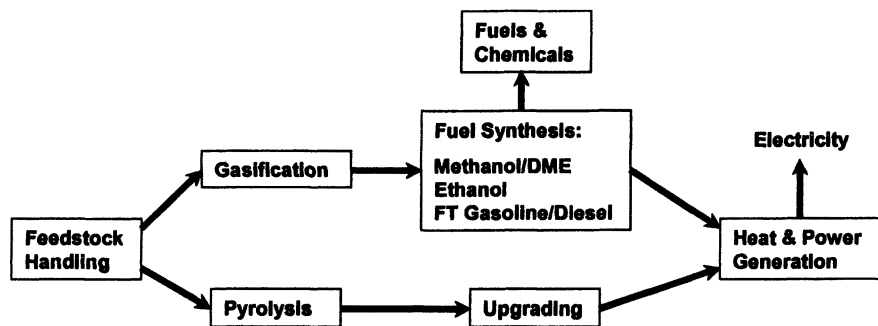 Fuels &
Chemicals
Fuel Synthesis:
Methanol/DME
Ethanol
FT Gasoline/Diesel
Electricity
Gasification
Feedstock
Handling
Heat & Power
Generation
Pyrolysis
Upgrading